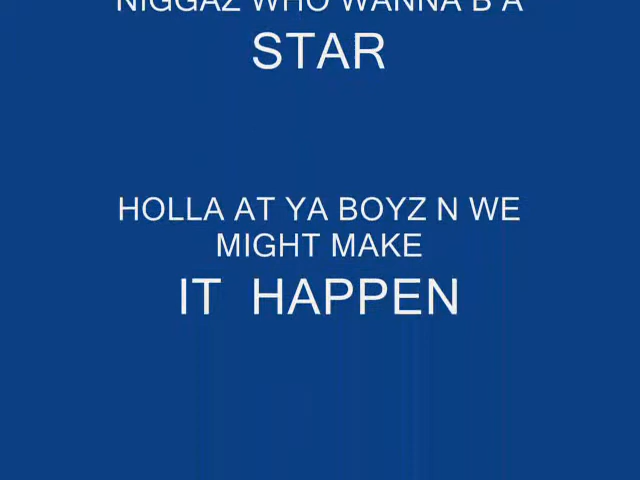 NIGGAZ WHO WANNA B A
STAR
HOLLA AT YA BOYZ N WE
MIGHT MAKE
IT HAPPEN